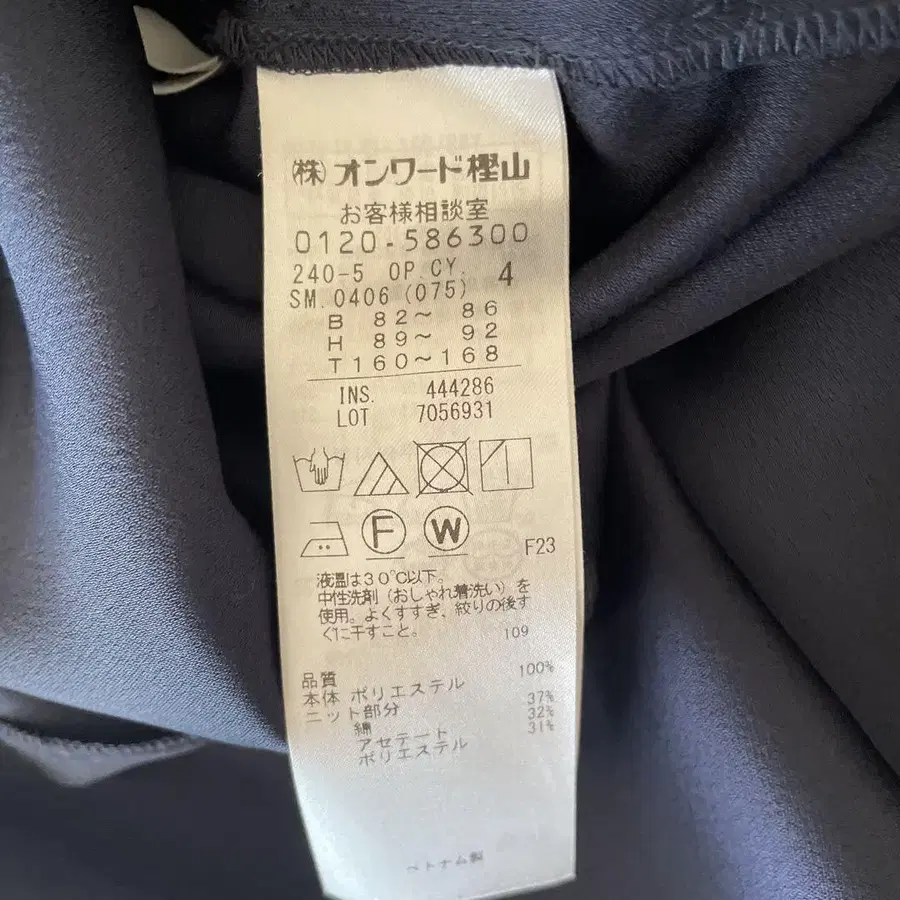 ㈱オンワード樫山
お客様相談室
0120-586300
240-5 OP.CY. 4
SM.0406 (075)
B 82～ 86
H 89～ 92
T160～168
INS. 444286
LOT 7056931
F W F23
液温は30℃以下。
中性洗剤（おしゃれ着洗い）を
使用。よくすすぎ、絞りの後す
ぐに干すこと。 109
品質
本体 ポリエステル 100%
ニット部分
綿 37%
アセテート 32%
ポリエステル 31%
ベトナム製